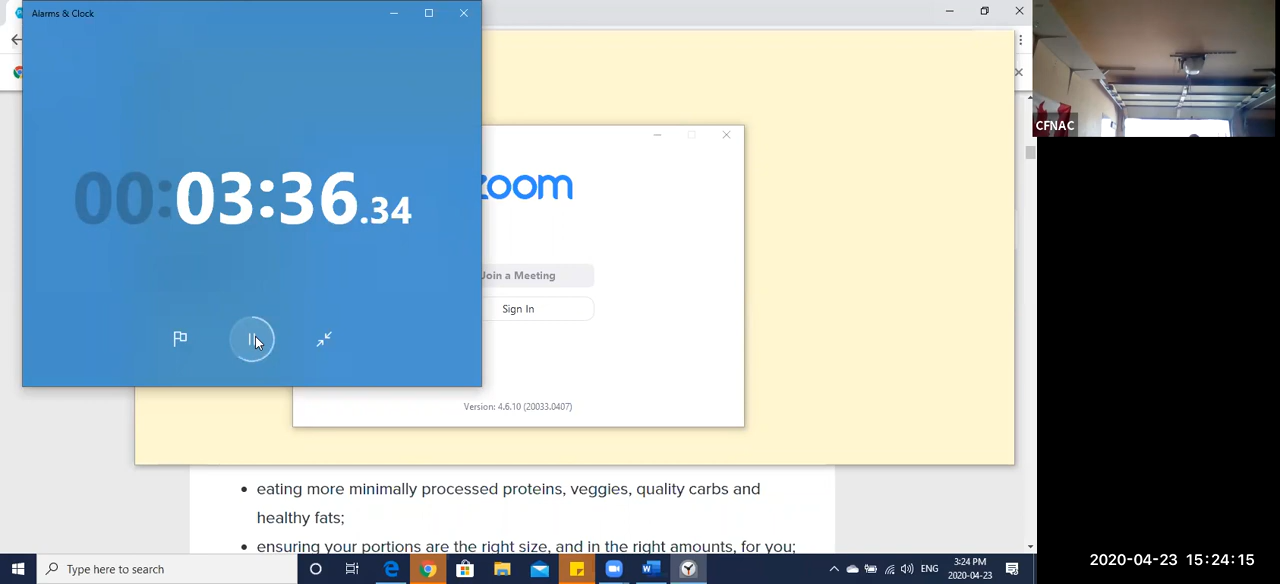 Alarms & Clock
00:03:36.34
zoom
Join a Meeting
Sign In
Version: 4.6.10 (20033.0407)
eating more minimally processed proteins, veggies, quality carbs and
healthy fats;
ensuring your portions are the right size, and in the right amounts, for you;
Type here to search
ENG
3:24 PM
2020-04-23
CFNAC
2020-04-23 15:24:15